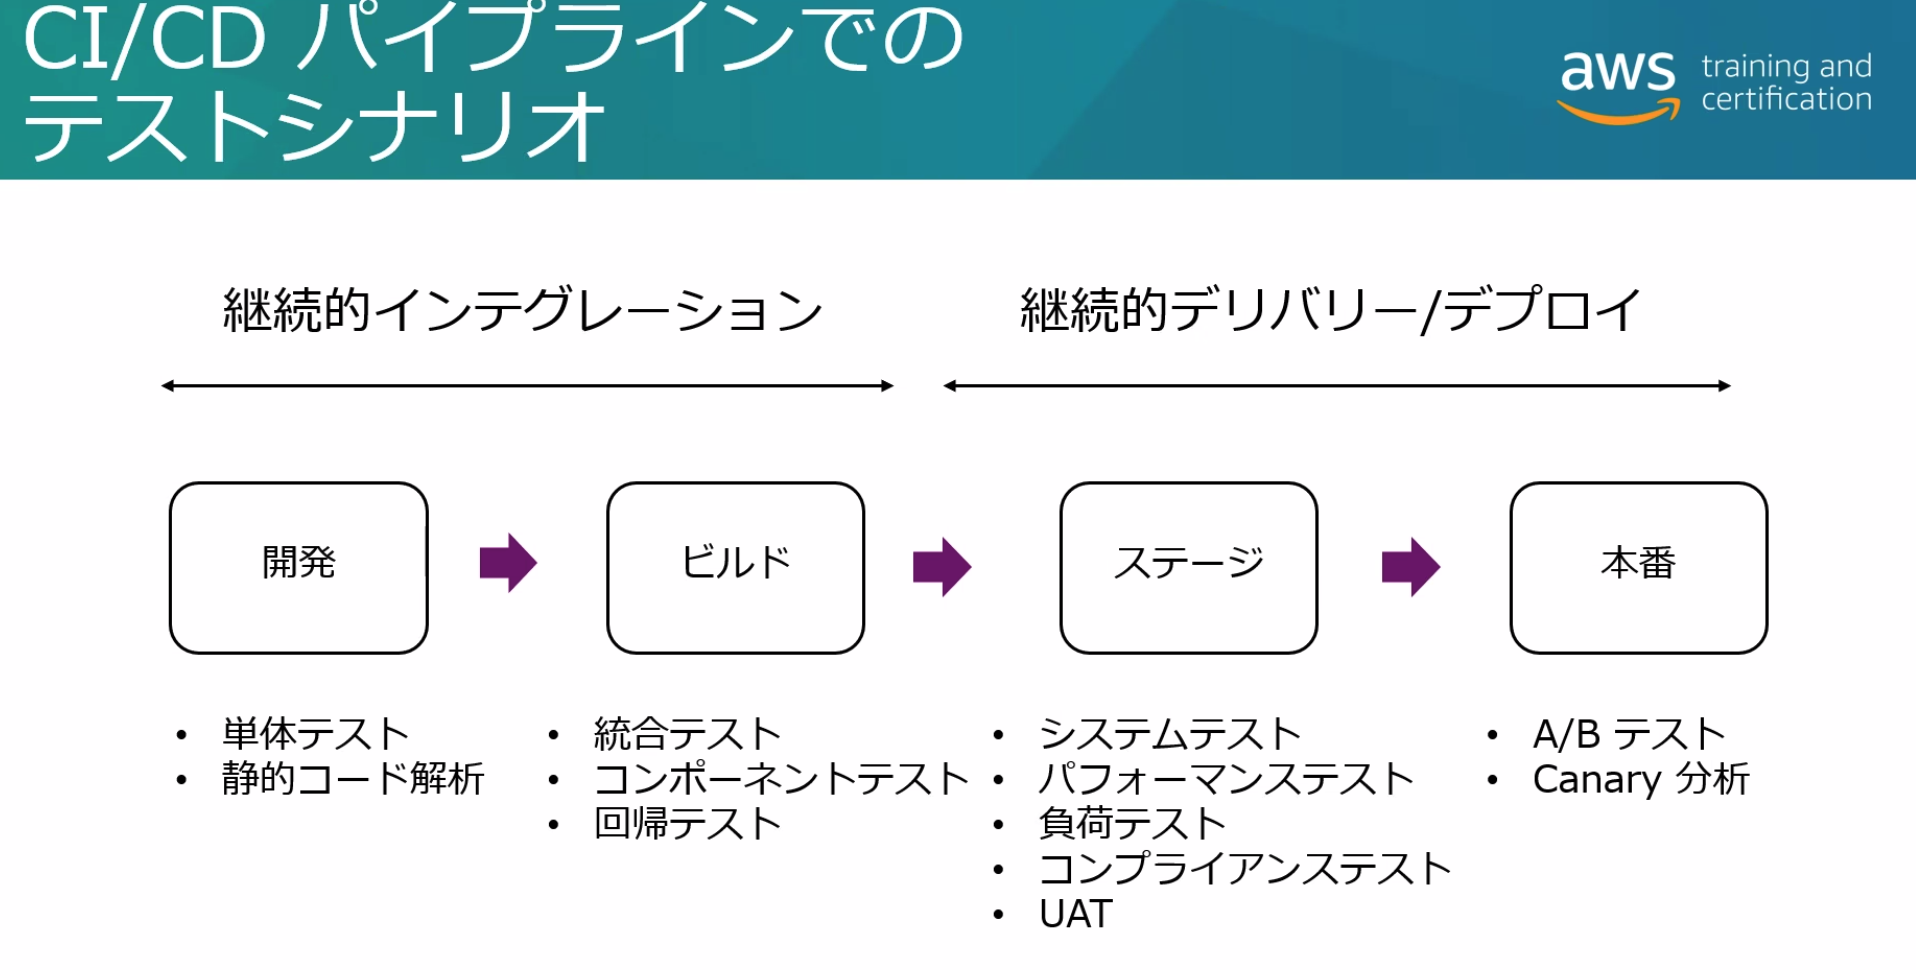 CI/CD パイプラインでの
テストシナリオ
aws training and
certification
継続的インテグレーション
継続的デリバリー/デプロイ
開発
ビルド
ステージ
本番
• 単体テスト
• 静的コード解析
• 統合テスト
• コンポーネントテスト
• 回帰テスト
• システムテスト
• パフォーマンステスト
• 負荷テスト
• コンプライアンステスト
• UAT
• A/B テスト
• Canary 分析